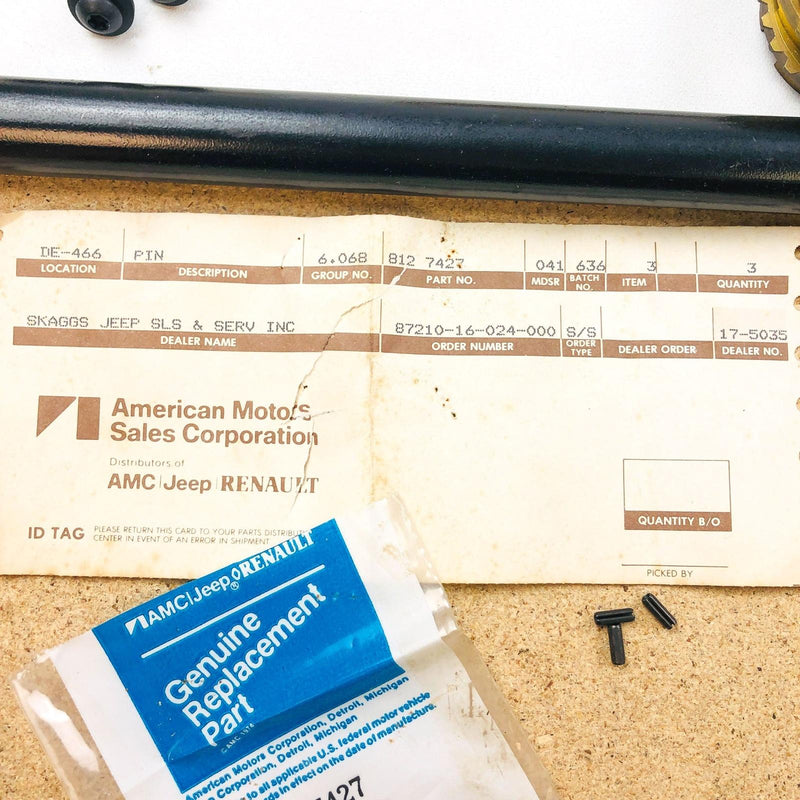 DE-466 PIN 6.068 812 7427 041 636 3 3
LOCATION DESCRIPTION GROUP NO. PART NO. MDSR BATCH NO. ITEM QUANTITY
SKAGGS JEEP SLS & SERV INC 87210-16-024-000 S/S 17-5035
DEALER NAME ORDER NUMBER ORDER TYPE DEALER ORDER DEALER NO.
American Motors
Sales Corporation
Distributors of
AMC|Jeep|RENAULT
QUANTITY B/O
ID TAG PLEASE RETURN THIS CARD TO YOUR PARTS
CENTER IN EVENT OF AN ERROR IN SHIPMENT
PICKED BY
AMC|Jeep®|RENAULT
Genuine
Replacement
Part
© AMC 1978
American Motors Corporation, Detroit, Michigan
Corporation, Detroit, Michigan
to all applicable U.S. federal motor vehicle
in effect on the date of manufacture.
427